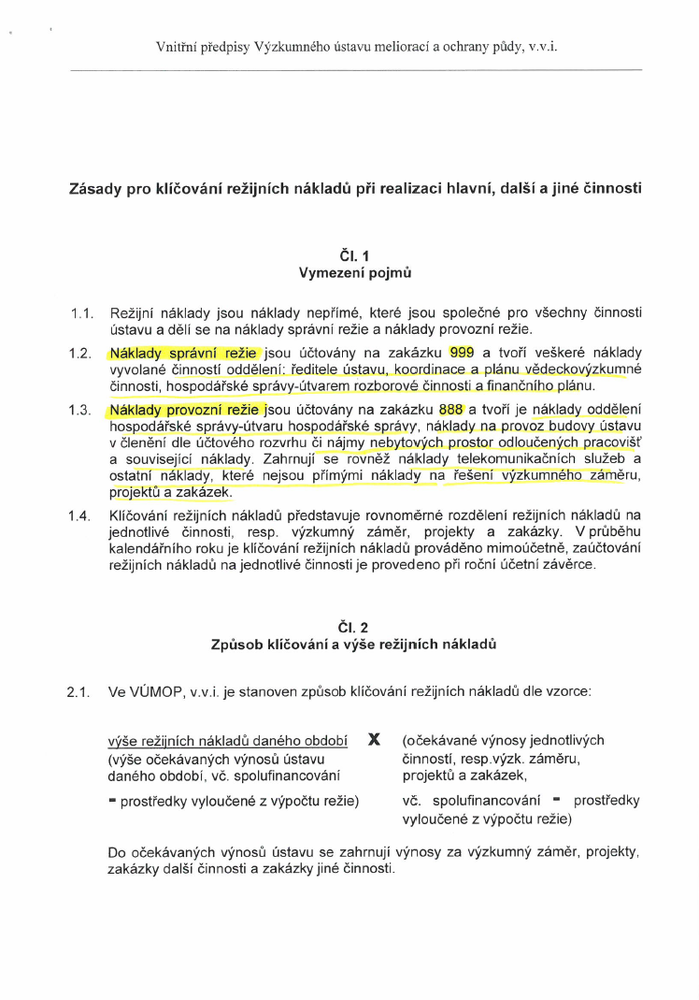 Vnitřní předpisy Výzkumného ústavu meliorací a ochrany půdy, v.v.i.
Zásady pro klíčování režijních nákladů při realizaci hlavní, další a jiné činnosti
Čl. 1
Vymezení pojmů
1.1. Režijní náklady jsou náklady nepřímé, které jsou společné pro všechny činnosti
ústavu a dělí se na náklady správní režie a náklady provozní režie.
1.2. Náklady správní režie jsou účtovány na zakázku 999 a tvoří veškeré náklady
vyvolané činností oddělení: ředitele ústavu, koordinace a plánu vědeckovýzkumné
činnosti, hospodářské správy-útvarem rozborové činnosti a finančního plánu.
1.3. Náklady provozní režie jsou účtovány na zakázku 888 a tvoří je náklady oddělení
hospodářské správy-útvaru hospodářské správy, náklady na provoz budovy ústavu
v členění dle účtového rozvrhu či nájmy nebytových prostor odloučených pracovišť
a související náklady. Zahrnují se rovněž náklady telekomunikačních služeb a
ostatní náklady, které nejsou přímými náklady na řešení výzkumného záměru,
projektů a zakázek.
1.4. Klíčování režijních nákladů představuje rovnoměrné rozdělení režijních nákladů na
jednotlivé činnosti, resp. výzkumný záměr, projekty a zakázky. V průběhu
kalendářního roku je klíčování režijních nákladů prováděno mimoúčetně, zaúčtování
režijních nákladů na jednotlivé činnosti je provedeno při roční účetní závěrce.
Čl. 2
Způsob klíčování a výše režijních nákladů
2.1. Ve VÚMOP, v.v.i. je stanoven způsob klíčování režijních nákladů dle vzorce:
výše režijních nákladů daného období X (očekávané výnosy jednotlivých
(výše očekávaných výnosů ústavu činností, resp.výzk. záměru,
daného období, vč. spolufinancování projektů a zakázek,
- prostředky vyloučené z výpočtu režie) vč. spolufinancování - prostředky
vyloučené z výpočtu režie)
Do očekávaných výnosů ústavu se zahrnují výnosy za výzkumný záměr, projekty,
zakázky další činnosti a zakázky jiné činnosti.